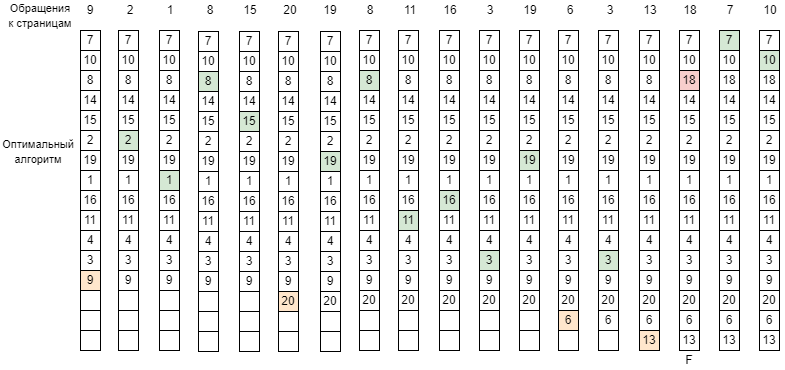 Обращения 9 2 1 8 15 20 19 8 11 16 3 19 6 3 13 18 7 10
к страницам
7 7 7 7 7 7 7 7 7 7 7 7 7 7 7 7 7 7
10 10 10 10 10 10 10 10 10 10 10 10 10 10 10 10 10 10
8 8 8 8 8 8 8 8 8 8 8 8 8 8 8 18 18 18
14 14 14 14 14 14 14 14 14 14 14 14 14 14 14 14 14 14
15 15 15 15 15 15 15 15 15 15 15 15 15 15 15 15 15 15
Оптимальный 2 2 2 2 2 2 2 2 2 2 2 2 2 2 2 2 2 2
алгоритм 19 19 19 19 19 19 19 19 19 19 19 19 19 19 19 19 19 19
1 1 1 1 1 1 1 1 1 1 1 1 1 1 1 1 1 1
16 16 16 16 16 16 16 16 16 16 16 16 16 16 16 16 16 16
11 11 11 11 11 11 11 11 11 11 11 11 11 11 11 11 11 11
4 4 4 4 4 4 4 4 4 4 4 4 4 4 4 4 4 4
3 3 3 3 3 3 3 3 3 3 3 3 3 3 3 3 3 3
9 9 9 9 9 9 9 9 9 9 9 9 9 9 9 9 9 9
20 20 20 20 20 20 20 20 20 20 20 20 20
6 6 6 6 6 6
13 13 13 13
F